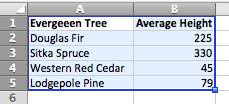 A B
1 Evergeeen Tree Average Height
2 Douglas Fir 225
3 Sitka Spruce 330
4 Western Red Cedar 45
5 Lodgepole Pine 79
6